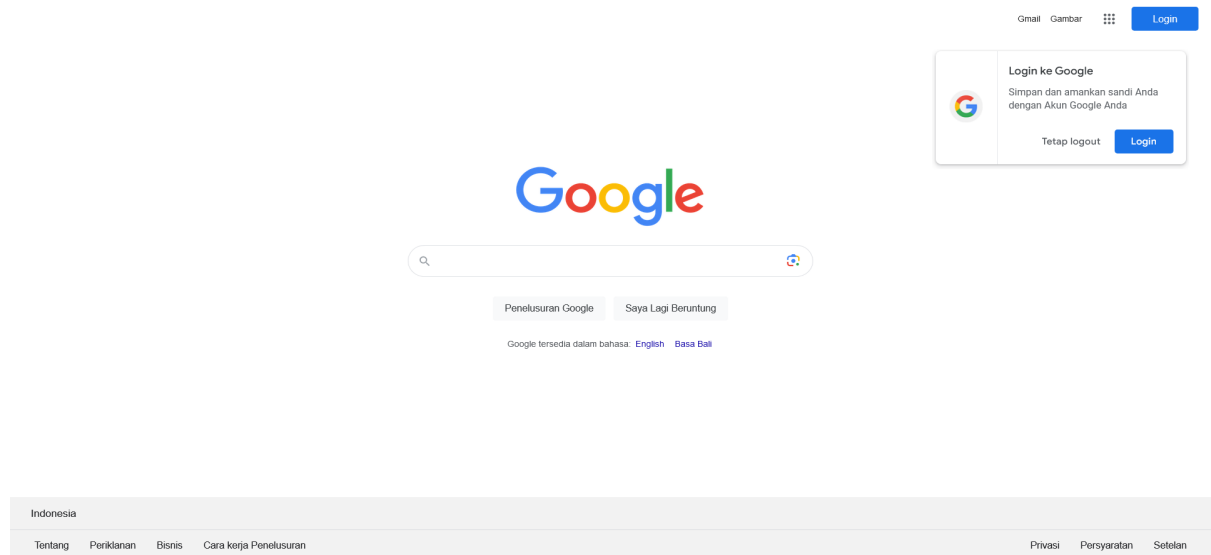 Gmail Gambar Login
Login ke Google
Simpan dan amankan sandi Anda
dengan Akun Google Anda
Tetap logout Login
Google
Penelusuran Google Saya Lagi Beruntung
Google tersedia dalam bahasa: English Basa Bali
Indonesia
Tentang Periklanan Bisnis Cara kerja Penelusuran Privasi Persyaratan Setelan